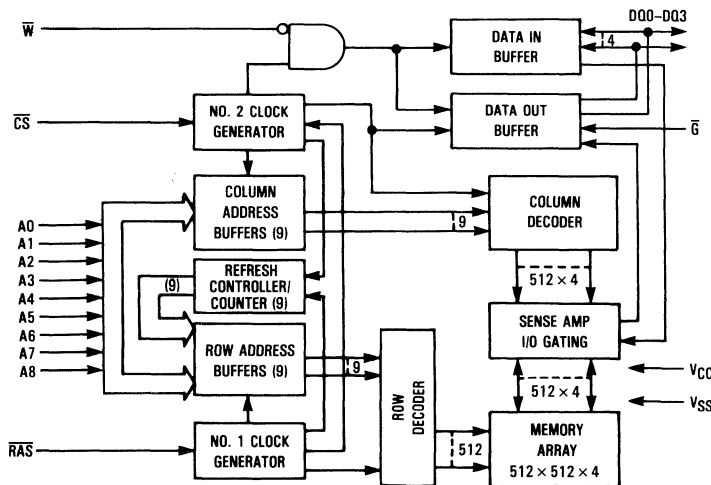 W̅
DQ0–DQ3
DATA IN
BUFFER
4
C̅S̅
NO. 2 CLOCK
GENERATOR
DATA OUT
BUFFER
G̅
COLUMN
ADDRESS
BUFFERS (9)
9
COLUMN
DECODER
A0
A1
A2
A3
A4
A5
A6
A7
A8
(9)
REFRESH
CONTROLLER/
COUNTER (9)
512 × 4
SENSE AMP
I/O GATING
ROW ADDRESS
BUFFERS (9)
9
ROW
DECODER
512 × 4
VCC
VSS
R̅A̅S̅
NO. 1 CLOCK
GENERATOR
512
MEMORY
ARRAY
512 × 512 × 4